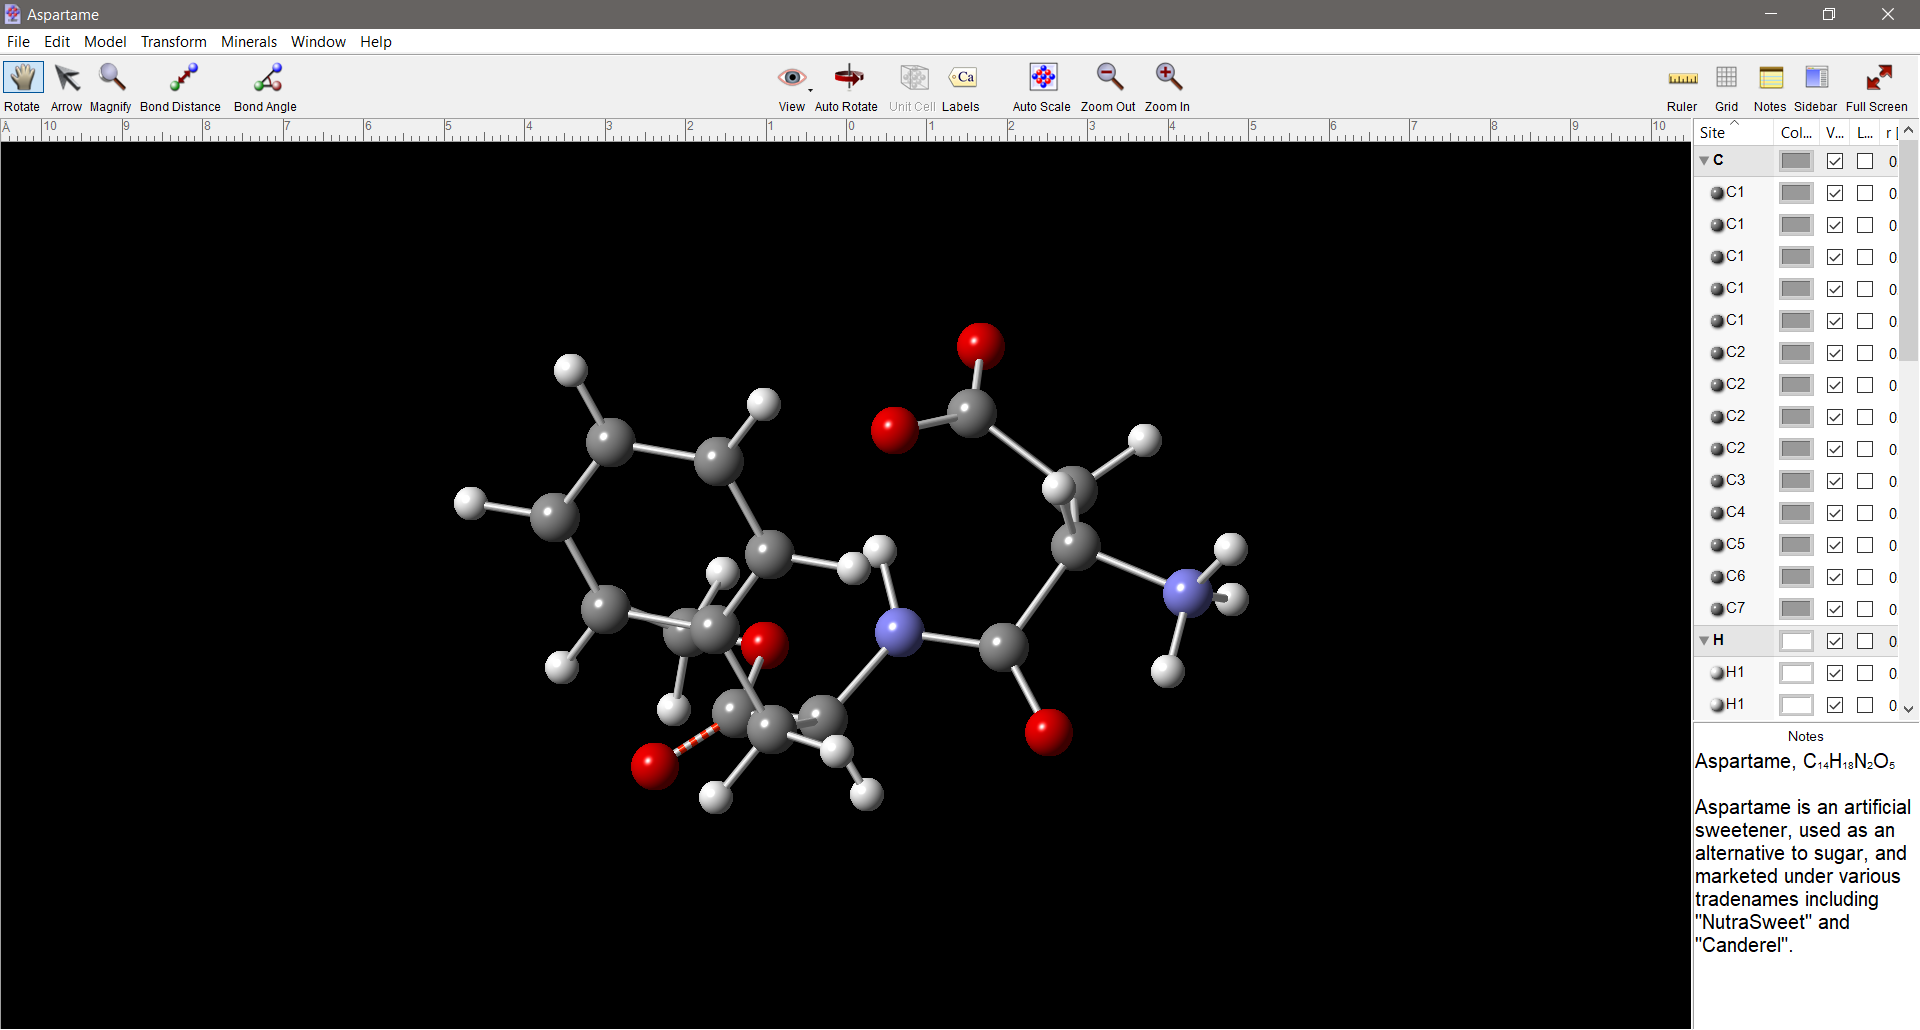 Aspartame
File Edit Model Transform Minerals Window Help
Rotate Arrow Magnify Bond Distance Bond Angle View Auto Rotate Unit Cell Ca Labels Auto Scale Zoom Out Zoom In Ruler Grid Notes Sidebar Full Screen
Å 10 9 8 7 6 5 4 3 2 1 0 1 2 3 4 5 6 7 8 9 10
Site Col... V... L... r [
C 0
C1 0
C1 0
C1 0
C1 0
C1 0
C2 0
C2 0
C2 0
C2 0
C3 0
C4 0
C5 0
C6 0
C7 0
H 0
H1 0
H1 0
Notes
Aspartame, C₁₄H₁₈N₂O₅
Aspartame is an artificial
sweetener, used as an
alternative to sugar, and
marketed under various
tradenames including
"NutraSweet" and
"Canderel".